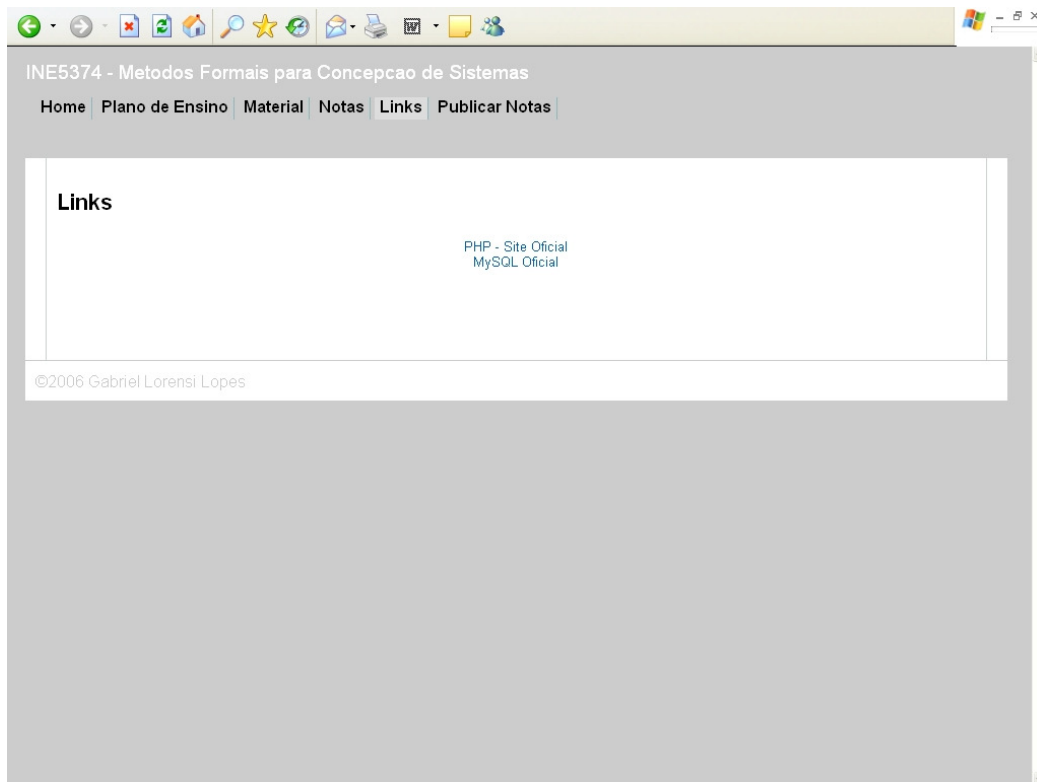 INE5374 - Metodos Formais para Concepcao de Sistemas
Home Plano de Ensino Material Notas Links Publicar Notas
Links
PHP - Site Oficial
MySQL Oficial
©2006 Gabriel Lorensi Lopes